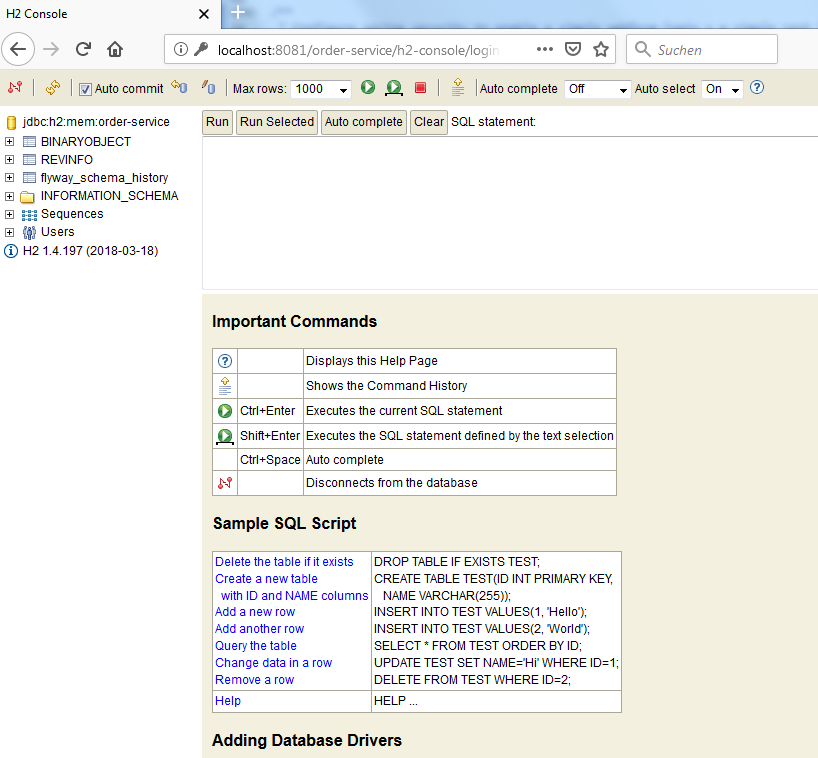 H2 Console
localhost:8081/order-service/h2-console/login
Suchen
Auto commit Max rows: 1000 Auto complete Off Auto select On
jdbc:h2:mem:order-service
BINARYOBJECT
REVINFO
flyway_schema_history
INFORMATION_SCHEMA
Sequences
Users
H2 1.4.197 (2018-03-18)
Run Run Selected Auto complete Clear SQL statement:
Important Commands
Displays this Help Page
Shows the Command History
Ctrl+Enter Executes the current SQL statement
Shift+Enter Executes the SQL statement defined by the text selection
Ctrl+Space Auto complete
Disconnects from the database
Sample SQL Script
Delete the table if it exists DROP TABLE IF EXISTS TEST;
Create a new table CREATE TABLE TEST(ID INT PRIMARY KEY,
with ID and NAME columns NAME VARCHAR(255));
Add a new row INSERT INTO TEST VALUES(1, 'Hello');
Add another row INSERT INTO TEST VALUES(2, 'World');
Query the table SELECT * FROM TEST ORDER BY ID;
Change data in a row UPDATE TEST SET NAME='Hi' WHERE ID=1;
Remove a row DELETE FROM TEST WHERE ID=2;
Help HELP ...
Adding Database Drivers